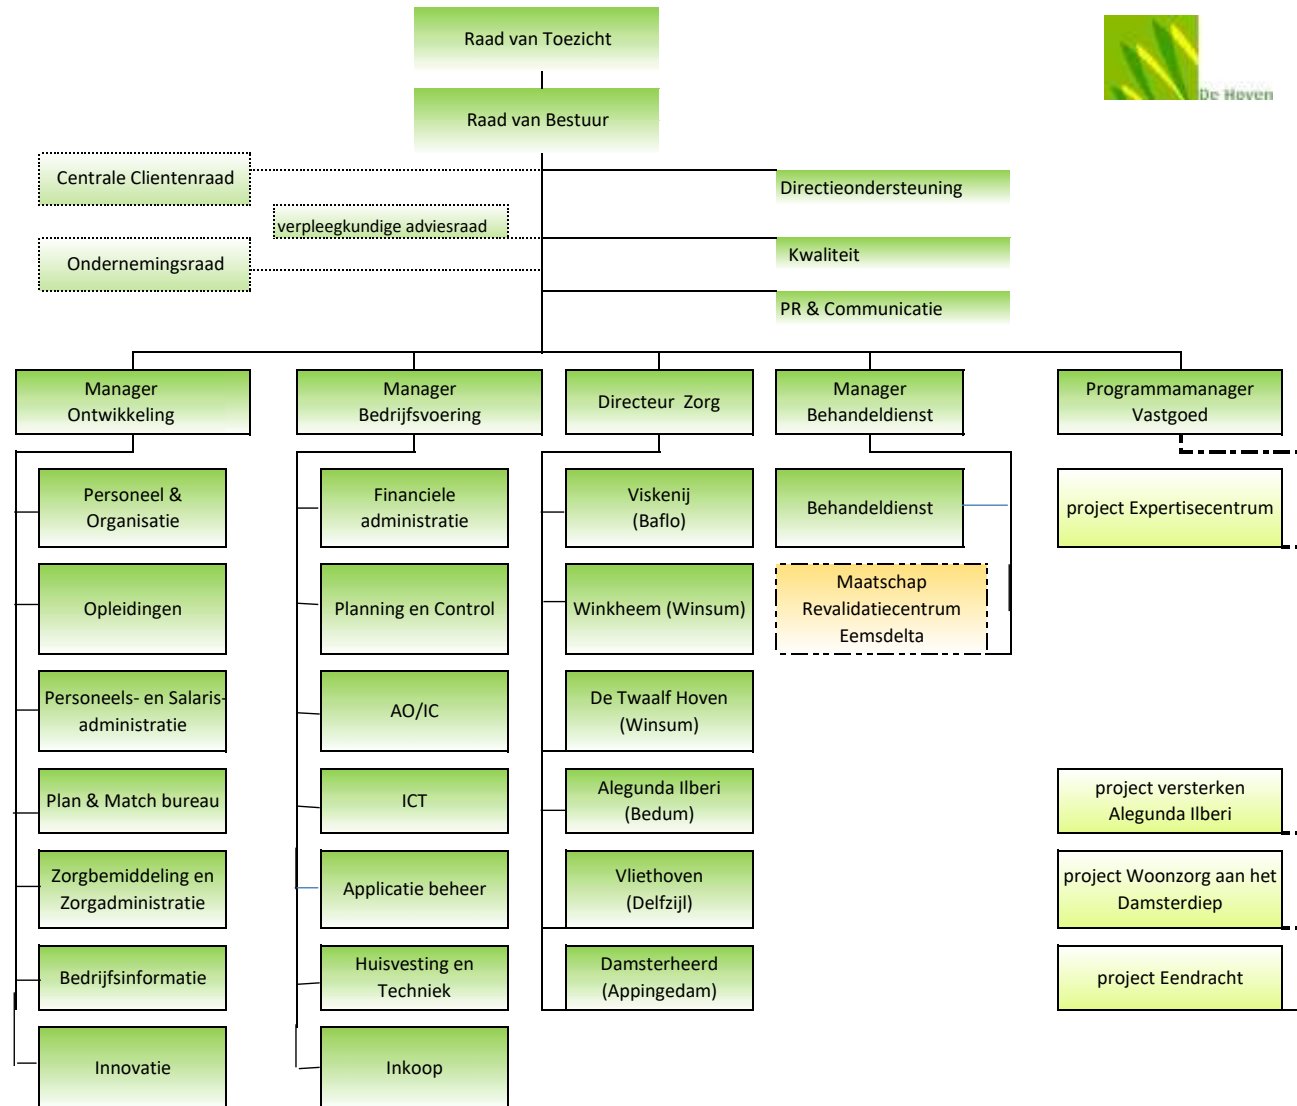 Raad van Toezicht
De Hoven
Raad van Bestuur
Centrale Clientenraad
Directieondersteuning
verpleegkundige adviesraad
Ondernemingsraad
Kwaliteit
PR & Communicatie
Manager
Ontwikkeling
Manager
Bedrijfsvoering
Directeur Zorg
Manager
Behandeldienst
Programmamanager
Vastgoed
Personeel &
Organisatie
Financiele
administratie
Viskenij
(Baflo)
Behandeldienst
project Expertisecentrum
Opleidingen
Planning en Control
Winkheem (Winsum)
Maatschap
Revalidatiecentrum
Eemsdelta
Personeels- en Salaris-
administratie
AO/IC
De Twaalf Hoven
(Winsum)
Plan & Match bureau
ICT
Alegunda Ilberi
(Bedum)
project versterken
Alegunda Ilberi
Zorgbemiddeling en
Zorgadministratie
Applicatie beheer
Vliethoven
(Delfzijl)
project Woonzorg aan het
Damsterdiep
Bedrijfsinformatie
Huisvesting en
Techniek
Damsterheerd
(Appingedam)
project Eendracht
Innovatie
Inkoop